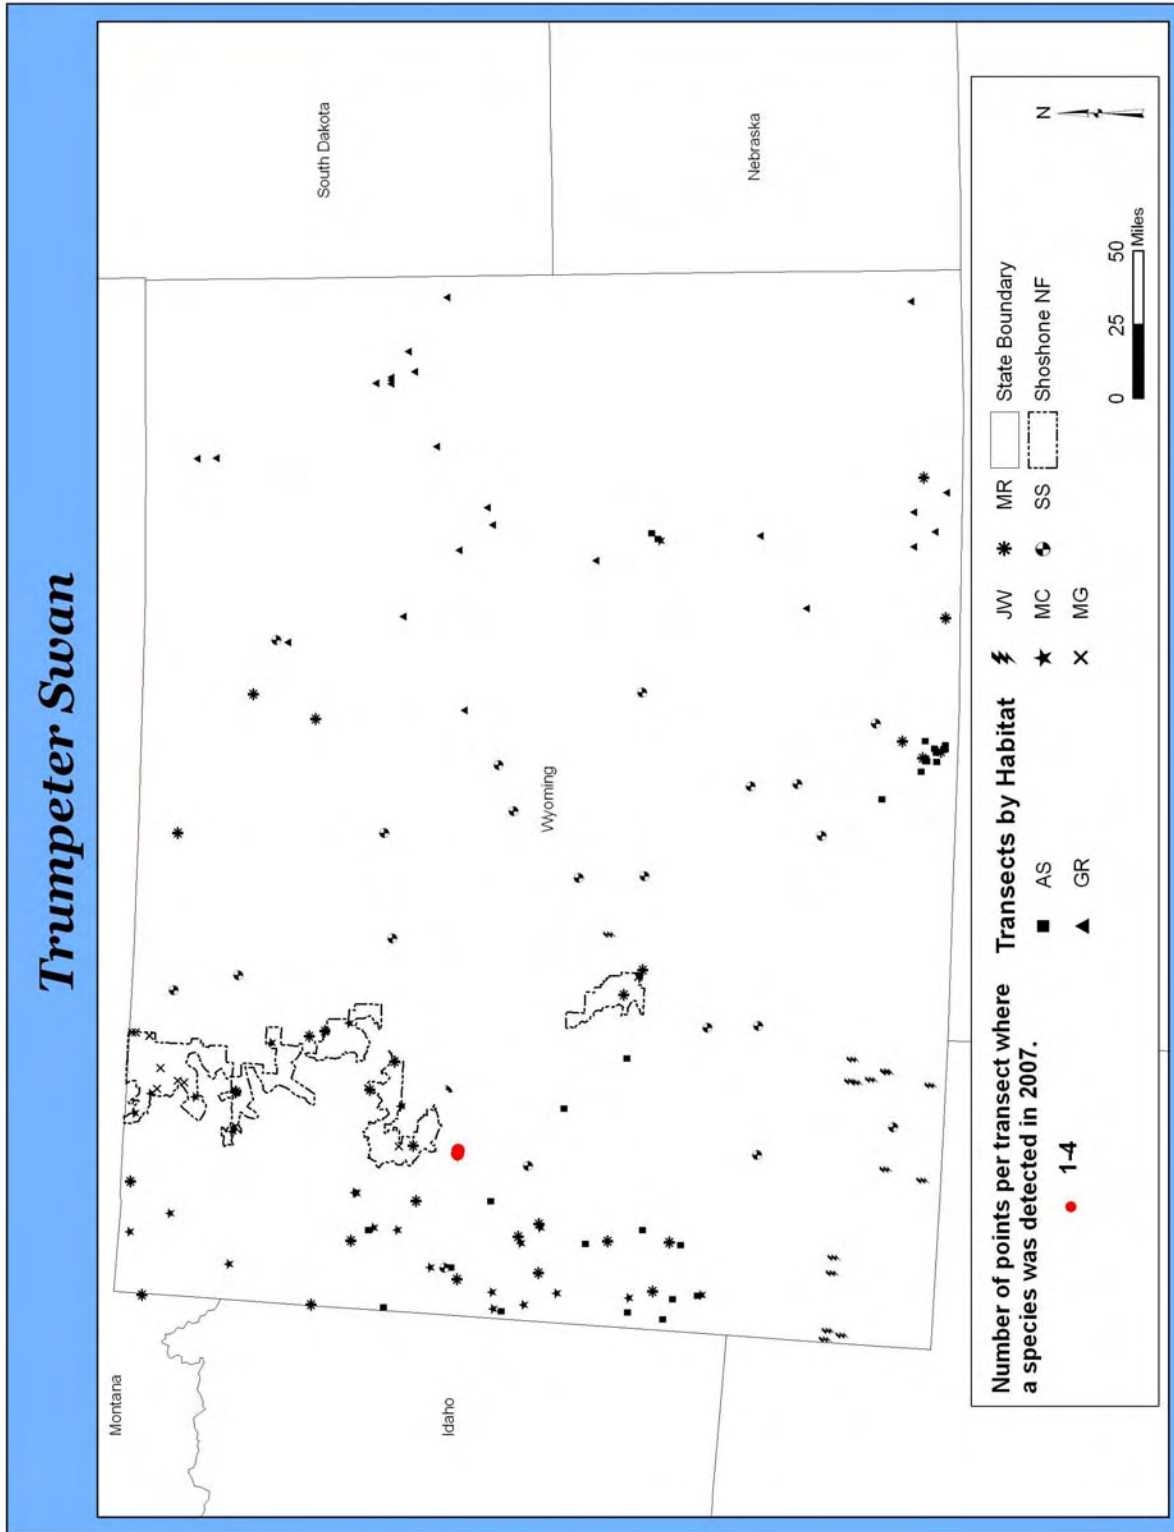 Trumpeter Swan
Montana
South Dakota
Idaho
Wyoming
Nebraska
Number of points per transect where
a species was detected in 2007.
1-4
Transects by Habitat
AS
GR
JW
MC
MG
MR
SS
State Boundary
Shoshone NF
N
0 25 50
Miles